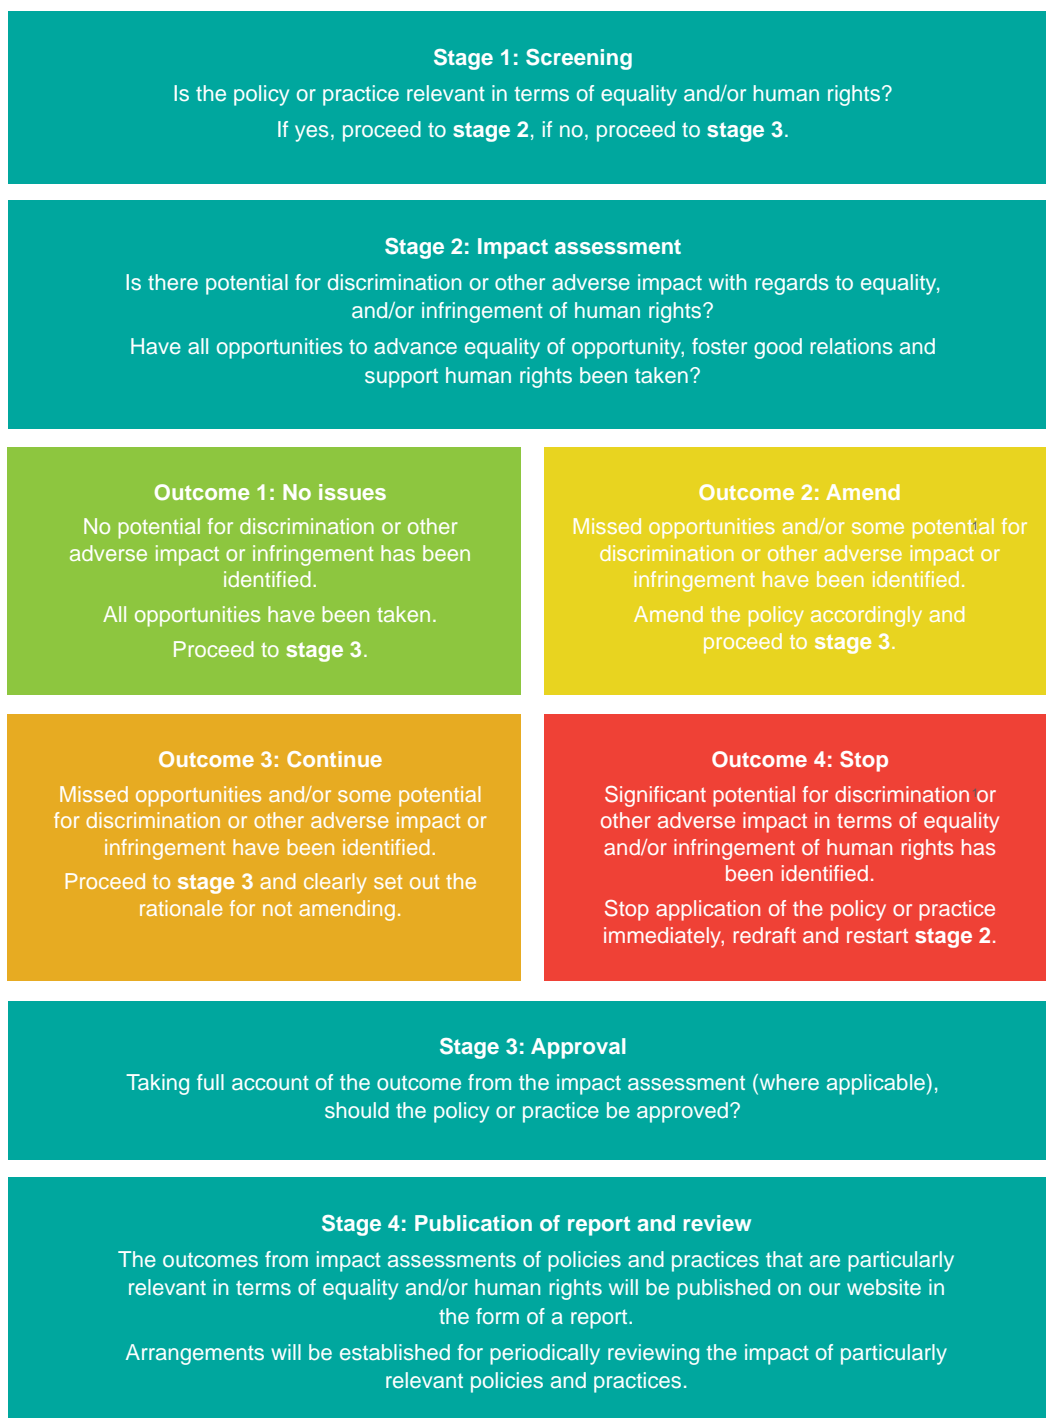 Stage 1: Screening
Is the policy or practice relevant in terms of equality and/or human rights?
If yes, proceed to stage 2, if no, proceed to stage 3.
Stage 2: Impact assessment
Is there potential for discrimination or other adverse impact with regards to equality,
and/or infringement of human rights?
Have all opportunities to advance equality of opportunity, foster good relations and
support human rights been taken?
Outcome 1: No issues
No potential for discrimination or other
adverse impact or infringement has been
identified.
All opportunities have been taken.
Proceed to stage 3.
Outcome 2: Amend
Missed opportunities and/or some potential for
discrimination or other adverse impact or
infringement have been identified.
Amend the policy accordingly and
proceed to stage 3.
Outcome 3: Continue
Missed opportunities and/or some potential
for discrimination or other adverse impact or
infringement have been identified.
Proceed to stage 3 and clearly set out the
rationale for not amending.
Outcome 4: Stop
Significant potential for discrimination or
other adverse impact in terms of equality
and/or infringement of human rights has
been identified.
Stop application of the policy or practice
immediately, redraft and restart stage 2.
Stage 3: Approval
Taking full account of the outcome from the impact assessment (where applicable),
should the policy or practice be approved?
Stage 4: Publication of report and review
The outcomes from impact assessments of policies and practices that are particularly
relevant in terms of equality and/or human rights will be published on our website in
the form of a report.
Arrangements will be established for periodically reviewing the impact of particularly
relevant policies and practices.